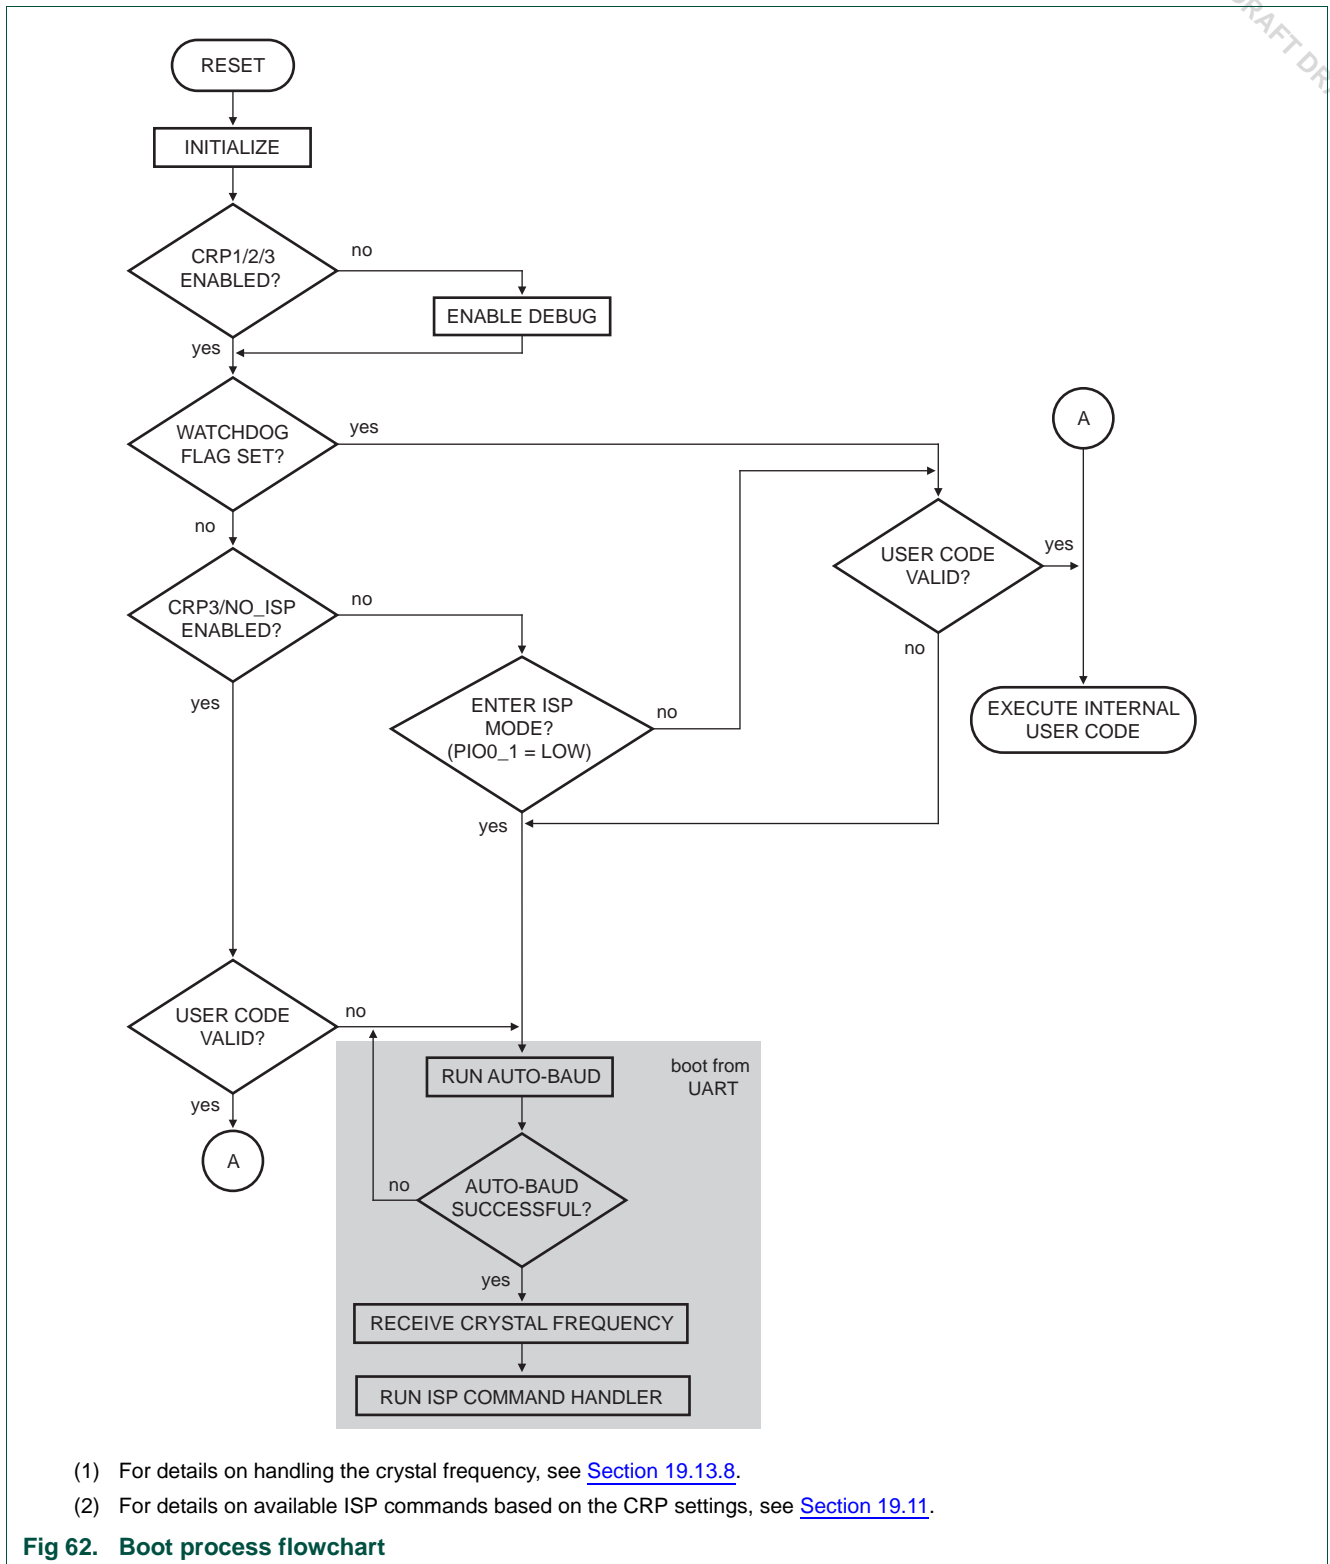 DRAFT DRA
RESET
INITIALIZE
CRP1/2/3
ENABLED?
no
ENABLE DEBUG
yes
WATCHDOG
FLAG SET?
yes
A
no
USER CODE
VALID?
yes
no
CRP3/NO_ISP
ENABLED?
no
yes
ENTER ISP
MODE?
(PIO0_1 = LOW)
no
yes
EXECUTE INTERNAL
USER CODE
USER CODE
VALID?
no
yes
A
boot from
UART
RUN AUTO-BAUD
AUTO-BAUD
SUCCESSFUL?
no
yes
RECEIVE CRYSTAL FREQUENCY
RUN ISP COMMAND HANDLER
(1) For details on handling the crystal frequency, see Section 19.13.8.
(2) For details on available ISP commands based on the CRP settings, see Section 19.11.
Fig 62. Boot process flowchart